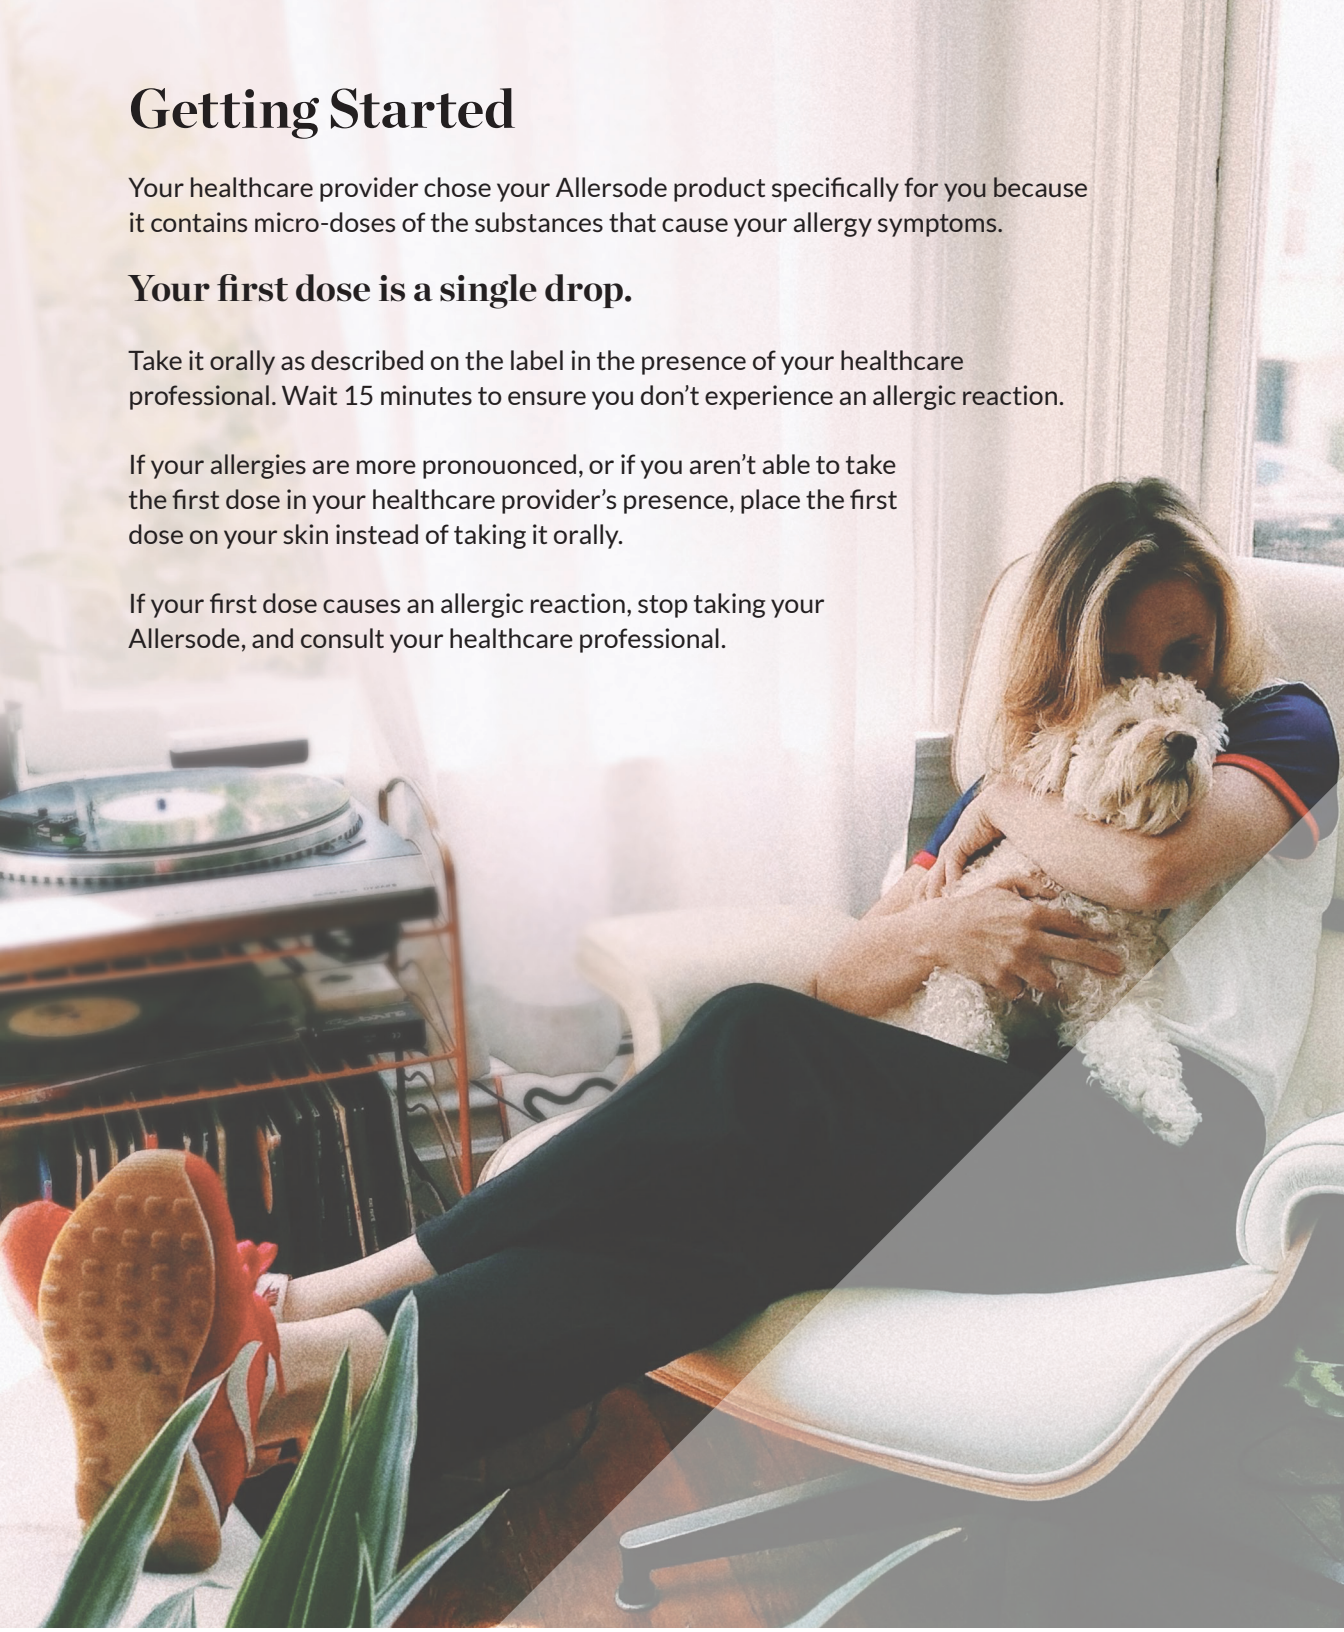 Getting Started
Your healthcare provider chose your Allersode product specifically for you because
it contains micro-doses of the substances that cause your allergy symptoms.
Your first dose is a single drop.
Take it orally as described on the label in the presence of your healthcare
professional. Wait 15 minutes to ensure you don’t experience an allergic reaction.
If your allergies are more pronouonced, or if you aren’t able to take
the first dose in your healthcare provider’s presence, place the first
dose on your skin instead of taking it orally.
If your first dose causes an allergic reaction, stop taking your
Allersode, and consult your healthcare professional.